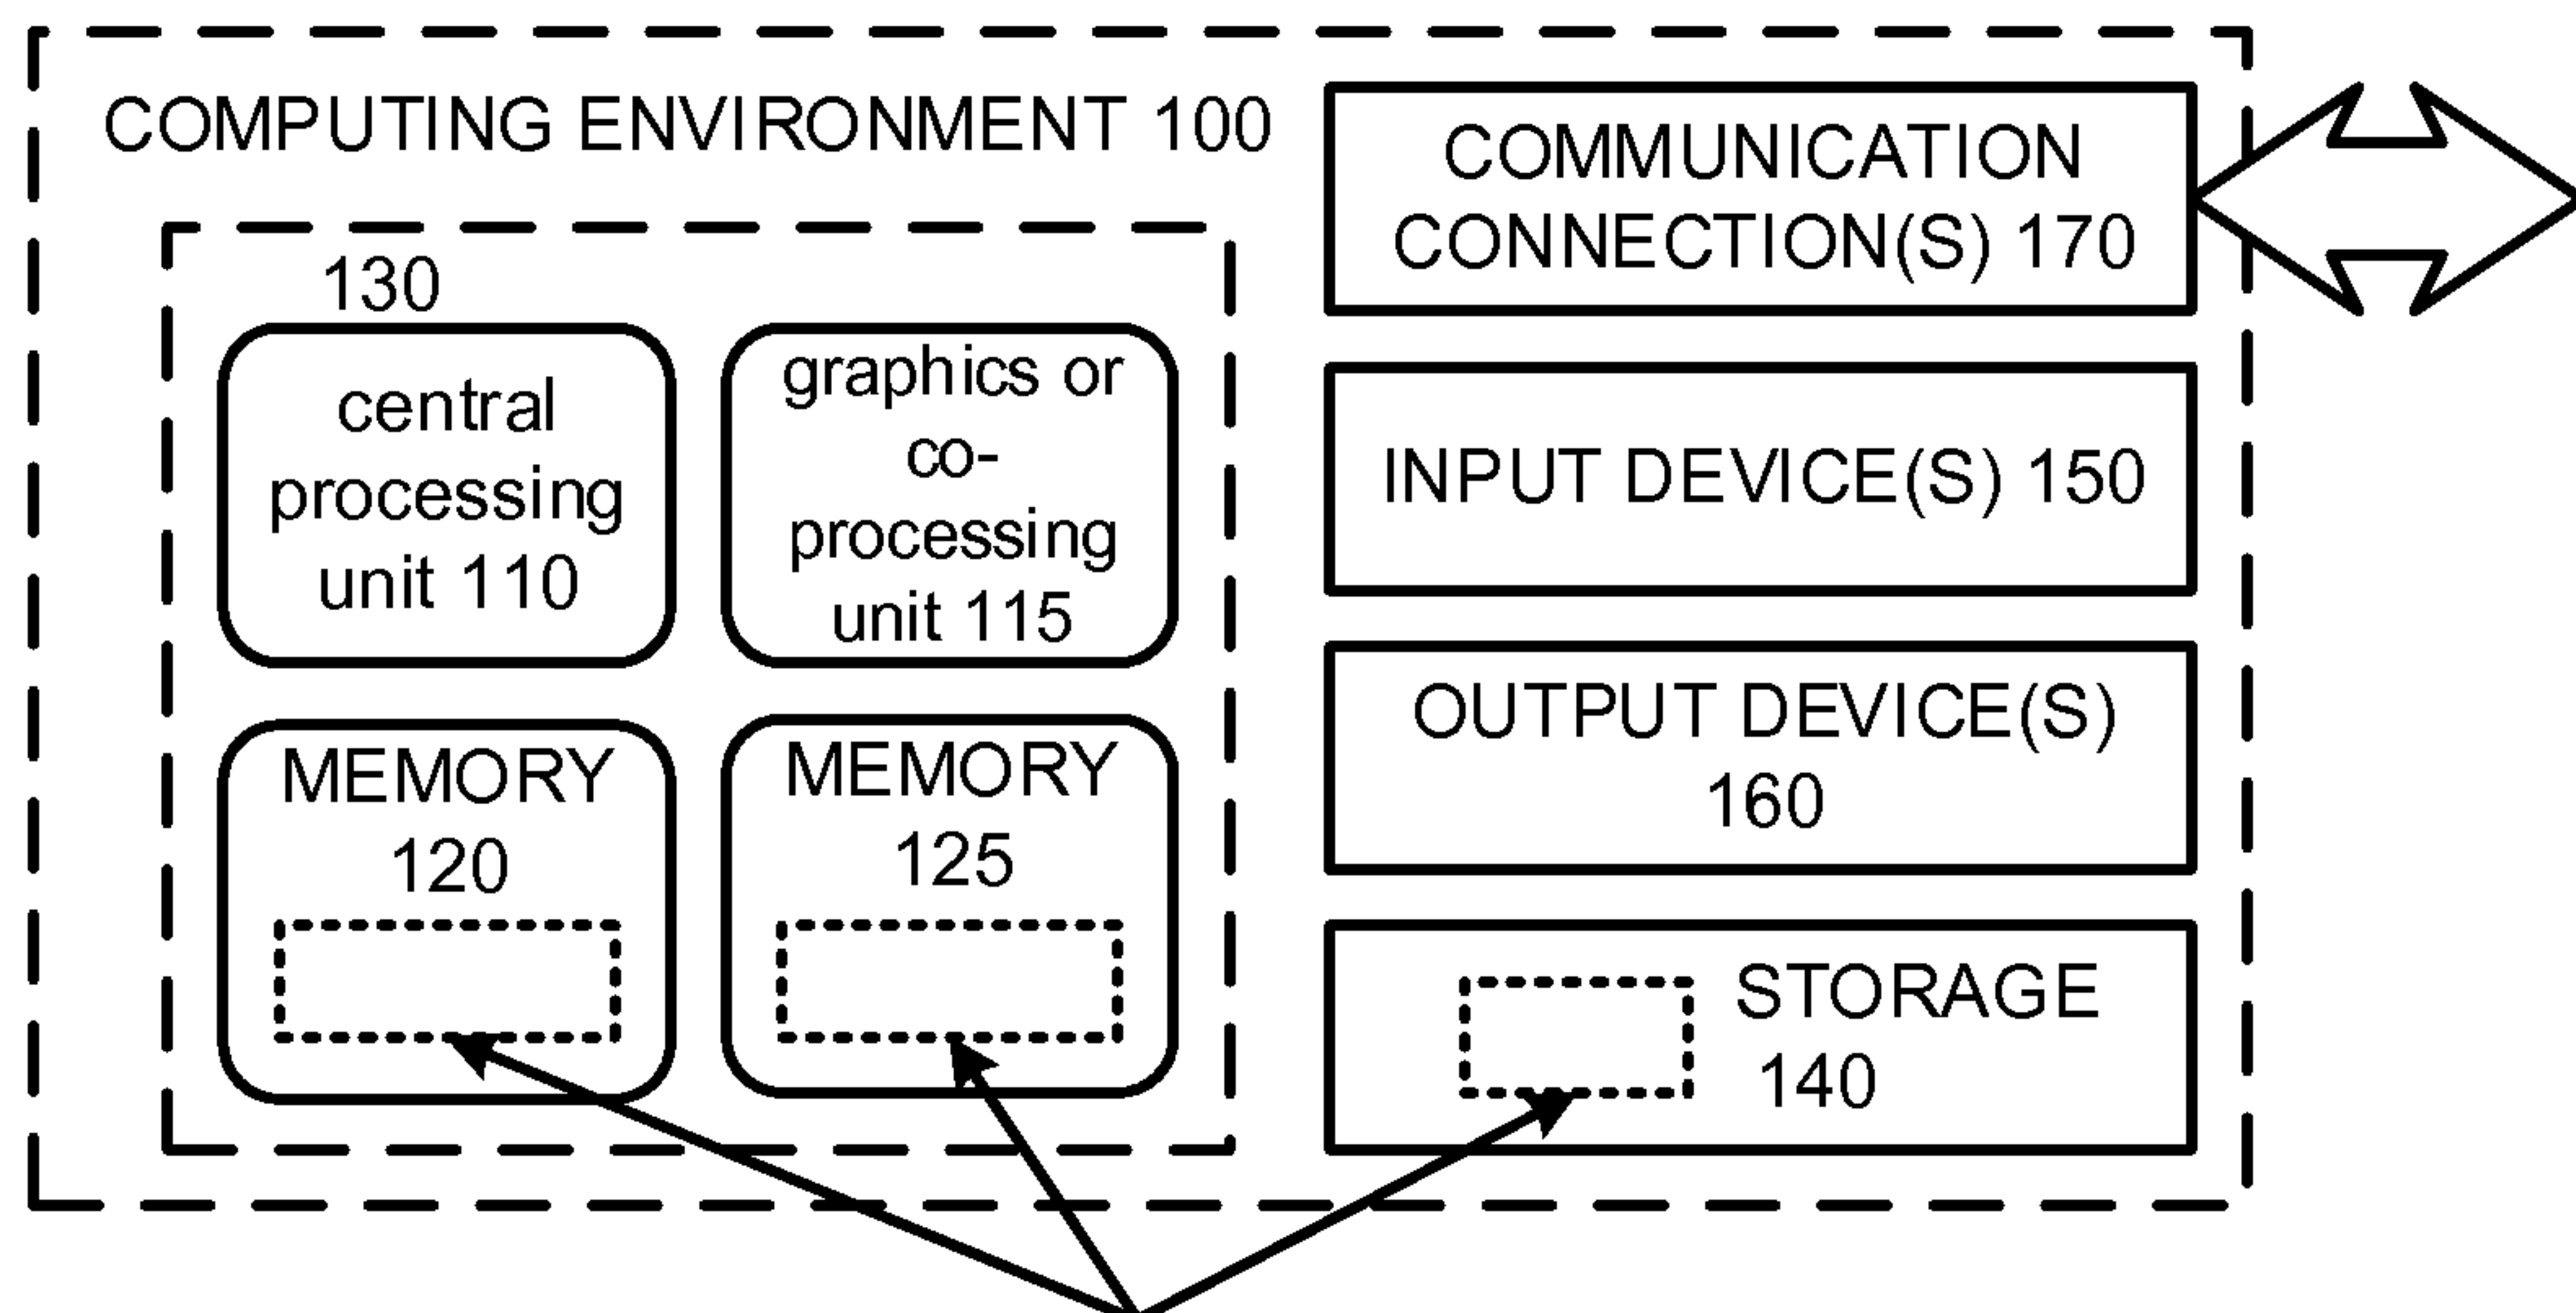 COMPUTING ENVIRONMENT 100
130
central
processing
unit 110
graphics or
co-
processing
unit 115
MEMORY
120
MEMORY
125
COMMUNICATION
CONNECTION(S) 170
INPUT DEVICE(S) 150
OUTPUT DEVICE(S)
160
STORAGE
140